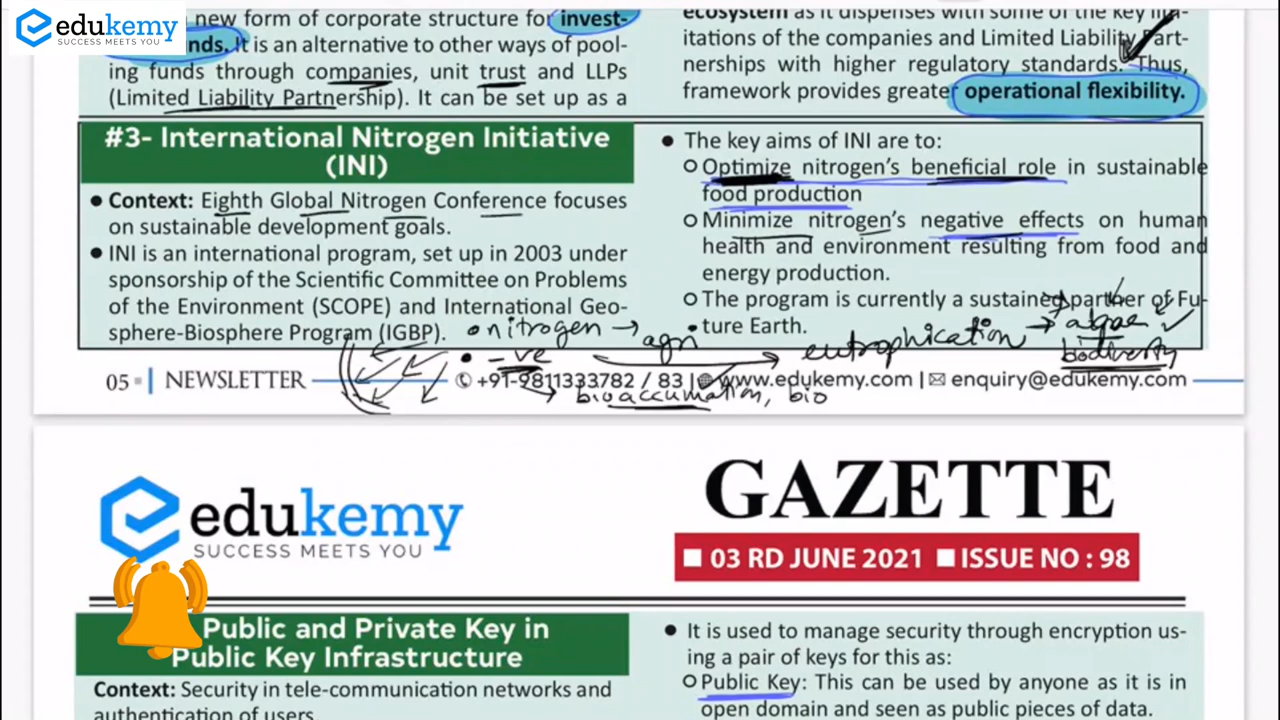 edukemy
SUCCESS MEETS YOU
new form of corporate structure for invest-
nds. It is an alternative to other ways of pool-
ing funds through companies, unit trust and LLPs
(Limited Liability Partnership). It can be set up as a
ecosystem as it dispenses with some of the key lim-
itations of the companies and Limited Liability Part-
nerships with higher regulatory standards. Thus,
framework provides greater operational flexibility.
#3- International Nitrogen Initiative
(INI)
● Context: Eighth Global Nitrogen Conference focuses
on sustainable development goals.
● INI is an international program, set up in 2003 under
sponsorship of the Scientific Committee on Problems
of the Environment (SCOPE) and International Geo-
sphere-Biosphere Program (IGBP).
● The key aims of INI are to:
○ Optimize nitrogen's beneficial role in sustainable
food production
○ Minimize nitrogen's negative effects on human
health and environment resulting from food and
energy production.
○ The program is currently a sustained partner of Fu-
ture Earth.
nitrogen → agri
-ve
eutrophication → algae
biodiversity
bioaccumation, bio
05 NEWSLETTER
+91-9811333782 / 83 | www.edukemy.com | enquiry@edukemy.com
edukemy
SUCCESS MEETS YOU
GAZETTE
■ 03 RD JUNE 2021 ■ ISSUE NO : 98
Public and Private Key in
Public Key Infrastructure
Context: Security in tele-communication networks and
authentication of users.
● It is used to manage security through encryption us-
ing a pair of keys for this as:
○ Public Key: This can be used by anyone as it is in
open domain and seen as public pieces of data.